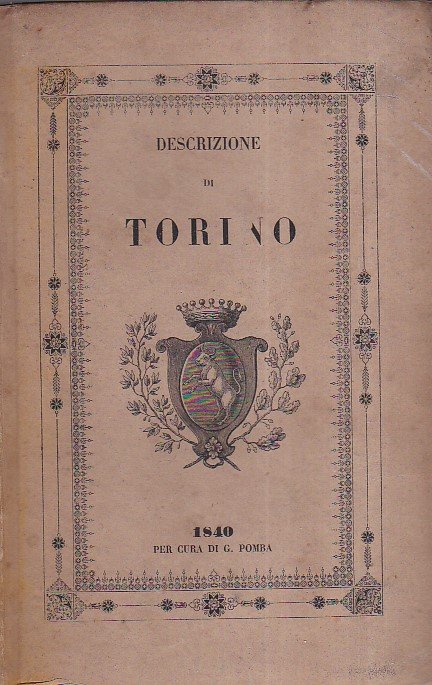 DESCRIZIONE
DI
TORINO
1840
PER CURA DI G. POMBA